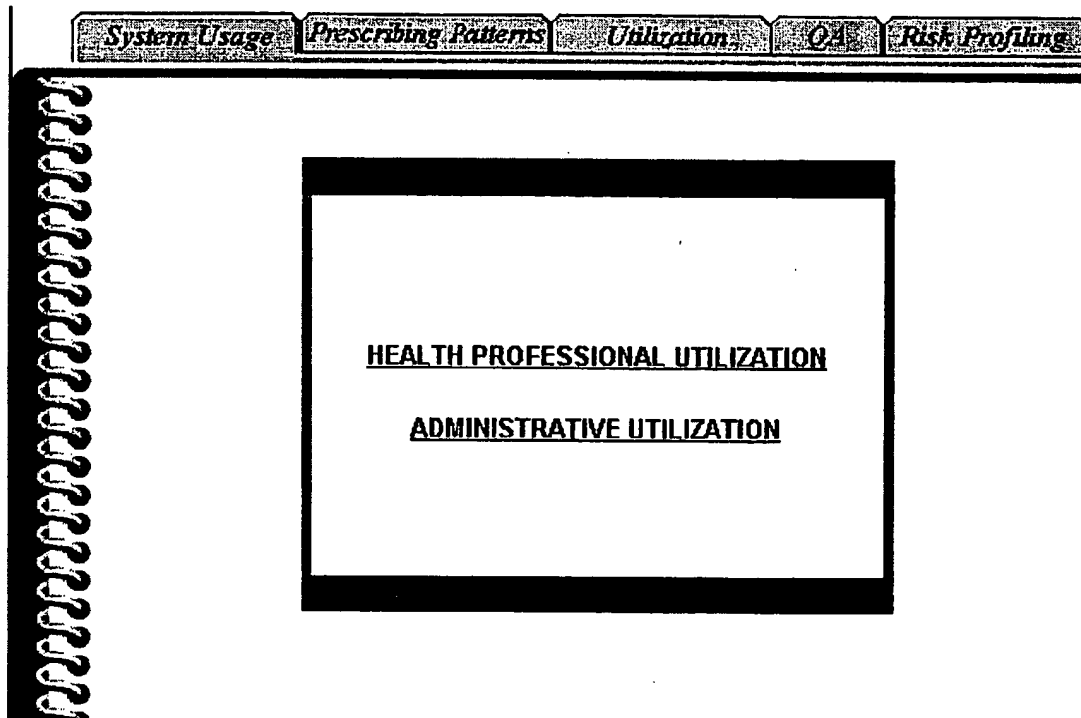 System Usage Prescribing Patterns Utilization QA Risk Profiling
HEALTH PROFESSIONAL UTILIZATION
ADMINISTRATIVE UTILIZATION